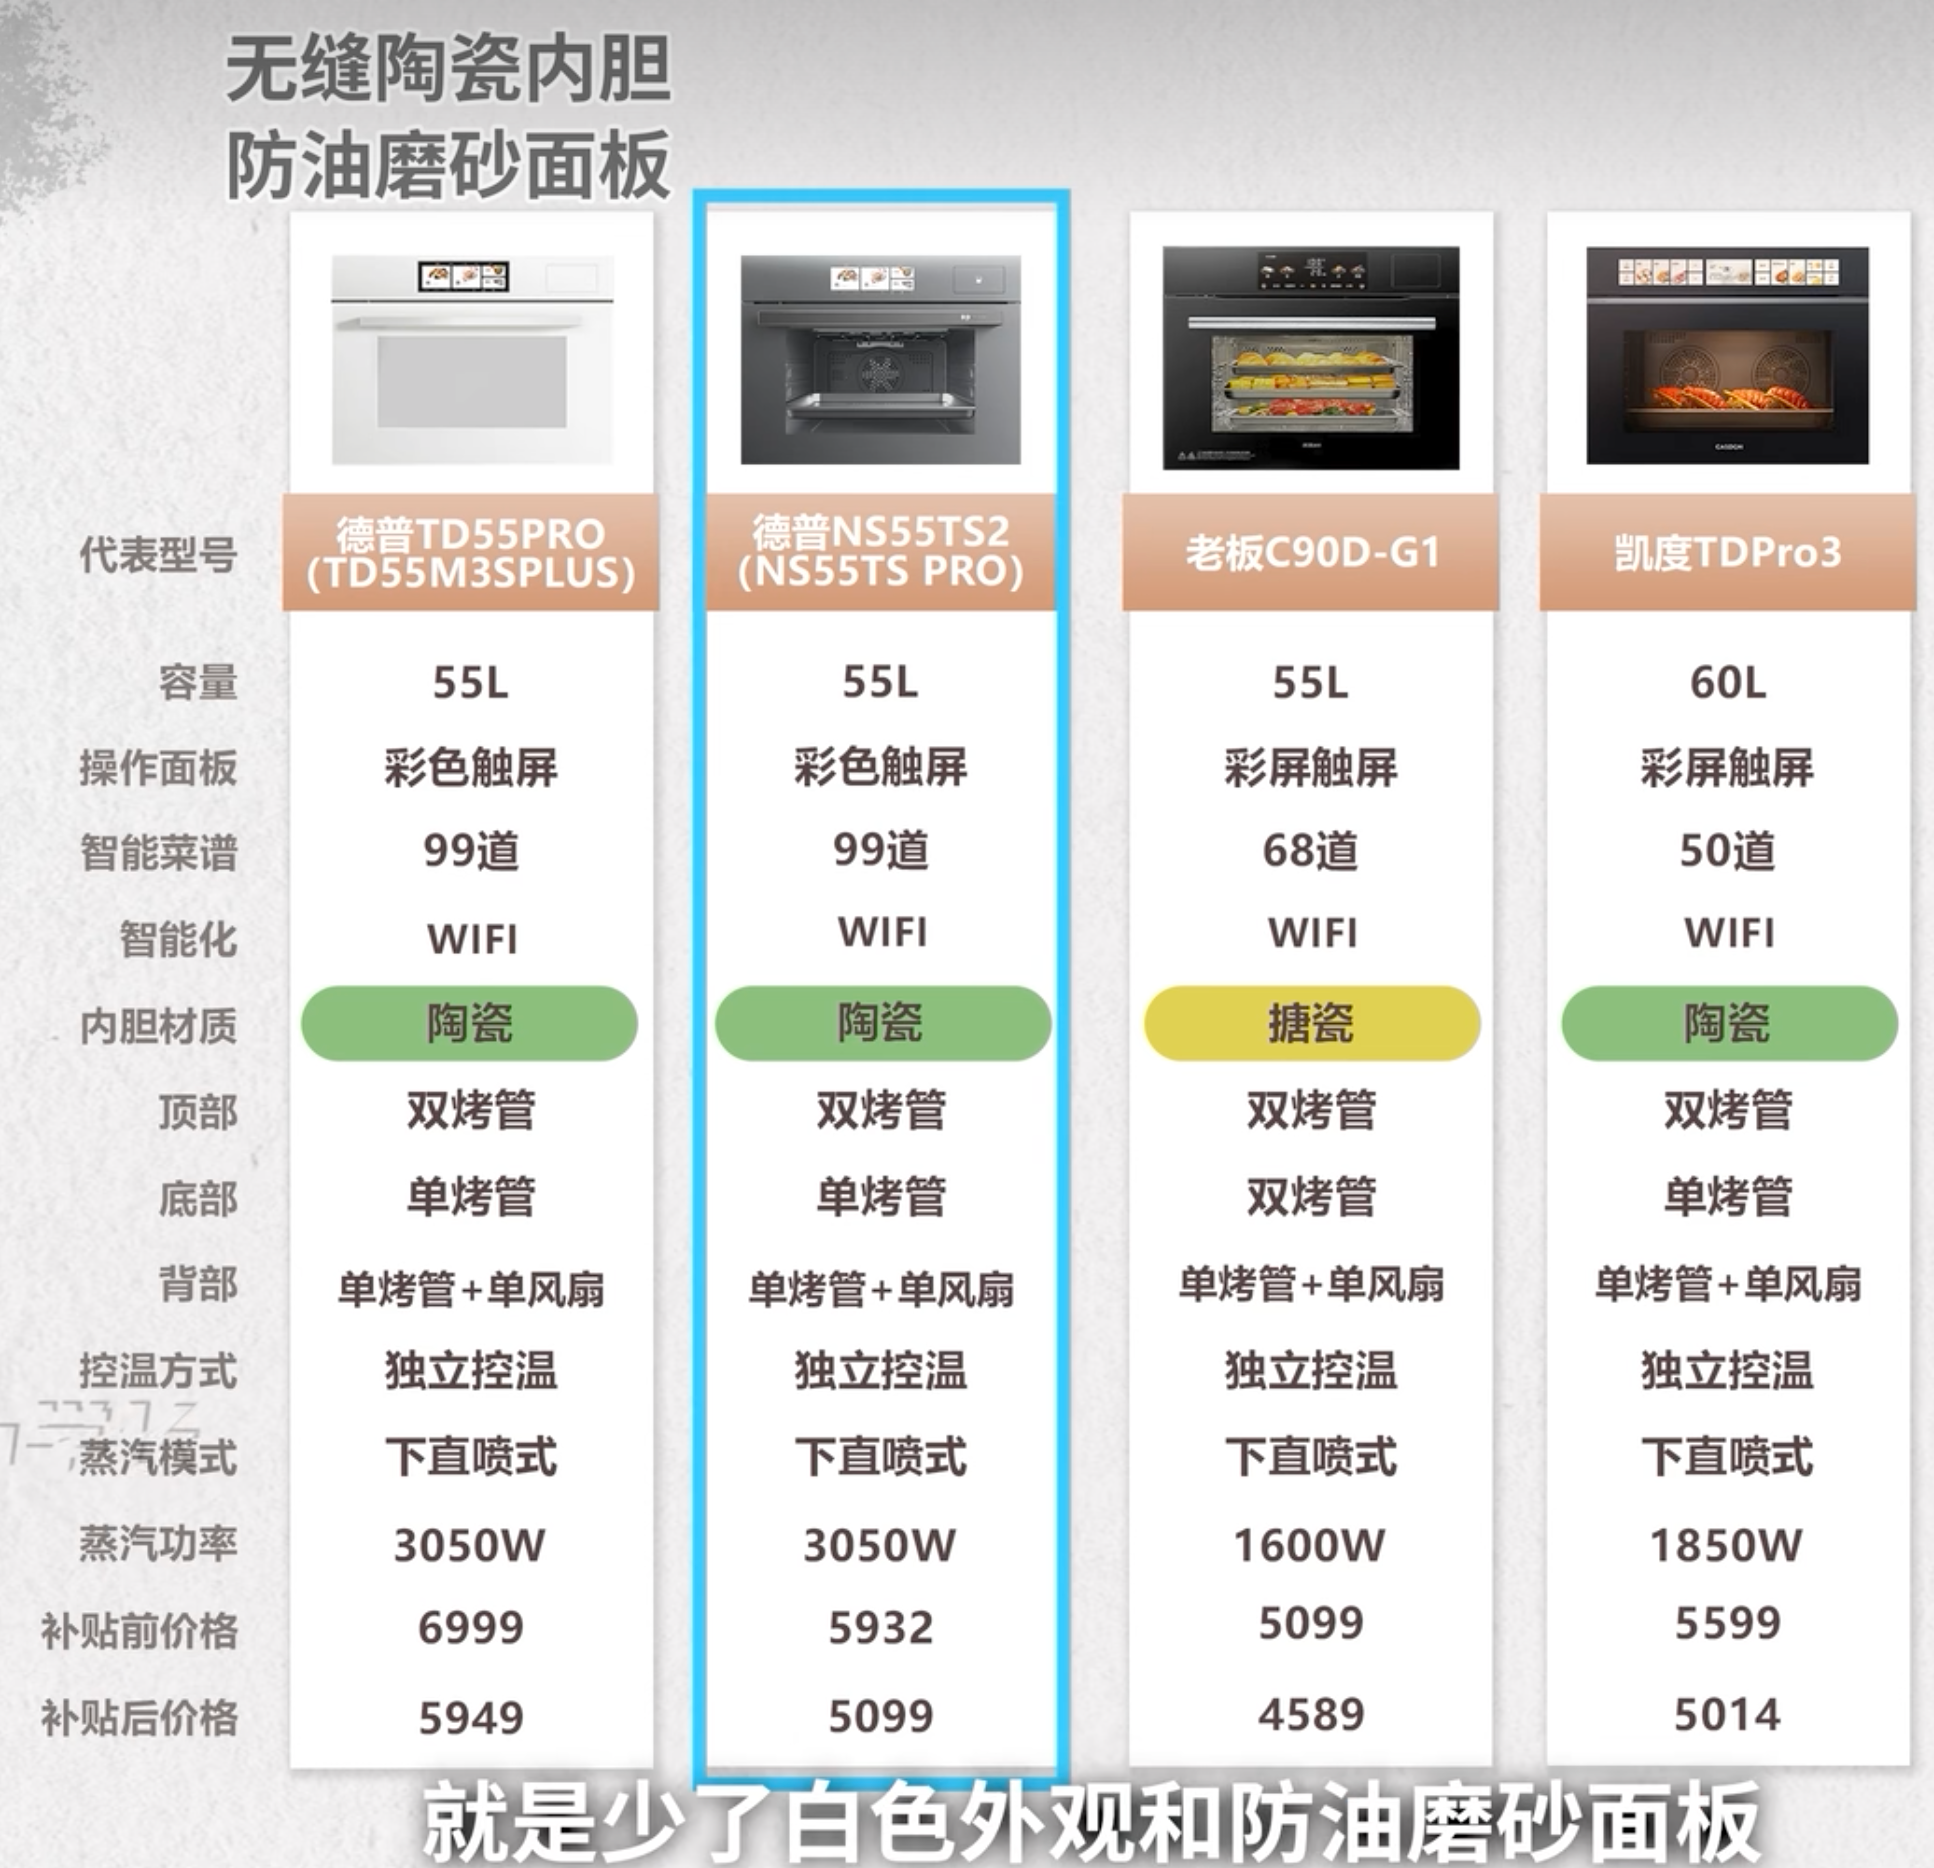 无缝陶瓷内胆
防油磨砂面板
代表型号 德普TD55PRO (TD55M3SPLUS) 德普NS55TS2 (NS55TS PRO) 老板C90D-G1 凯度TDPro3
容量 55L 55L 55L 60L
操作面板 彩色触屏 彩色触屏 彩屏触屏 彩屏触屏
智能菜谱 99道 99道 68道 50道
智能化 WIFI WIFI WIFI WIFI
内胆材质 陶瓷 陶瓷 搪瓷 陶瓷
顶部 双烤管 双烤管 双烤管 双烤管
底部 单烤管 单烤管 双烤管 单烤管
背部 单烤管+单风扇 单烤管+单风扇 单烤管+单风扇 单烤管+单风扇
控温方式 独立控温 独立控温 独立控温 独立控温
蒸汽模式 下直喷式 下直喷式 下直喷式 下直喷式
蒸汽功率 3050W 3050W 1600W 1850W
补贴前价格 6999 5932 5099 5599
补贴后价格 5949 5099 4589 5014
就是少了白色外观和防油磨砂面板